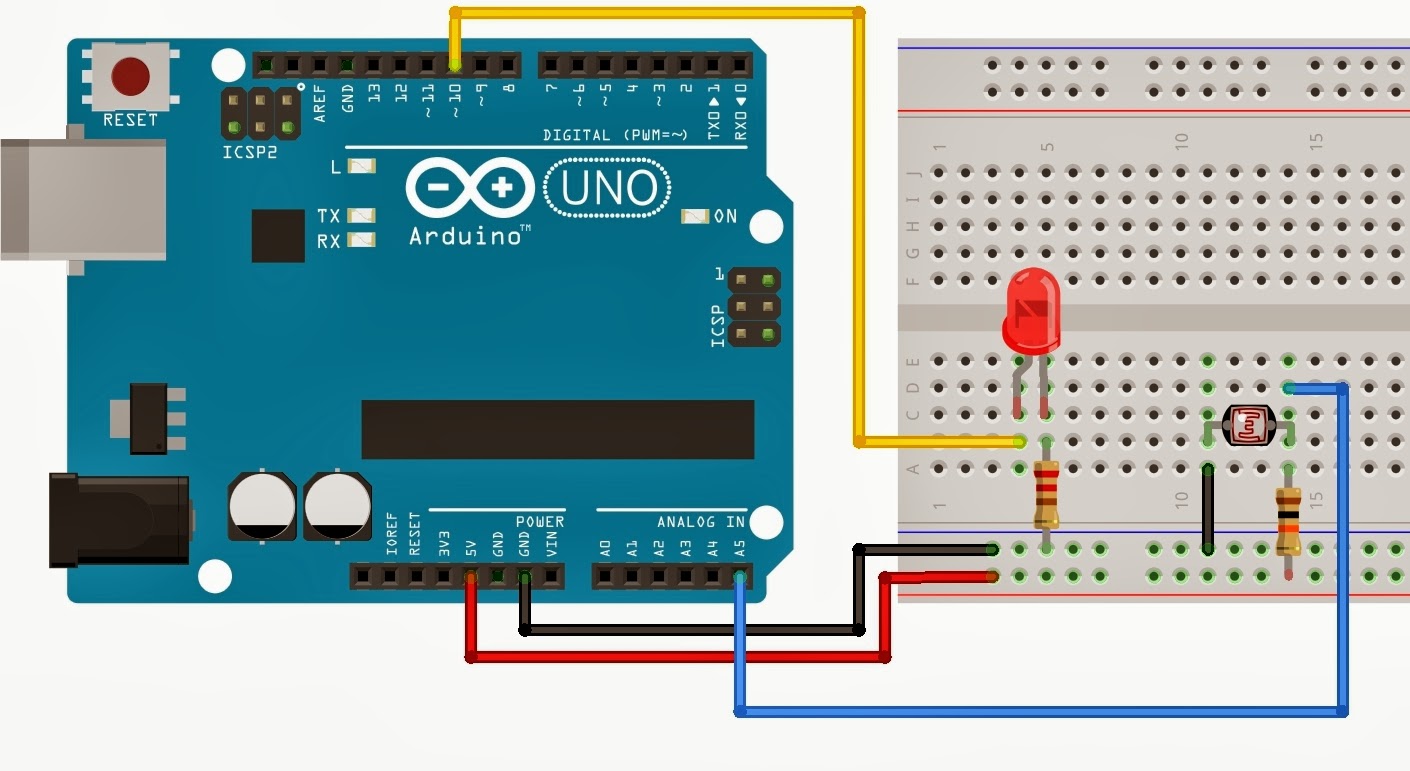 RESET
ICSP2
AREF
GND
13
12
~11
~10
~9
8
7
~6
~5
4
~3
2
TX0▶1
RX0◀0
DIGITAL (PWM=~)
L
TX
RX
UNO
Arduino™
ON
1
ICSP
IOREF
RESET
3V3
5V
GND
GND
VIN
POWER
A0
A1
A2
A3
A4
A5
ANALOG IN
1
5
10
15
J
I
H
G
F
E
D
C
A
1
10
15